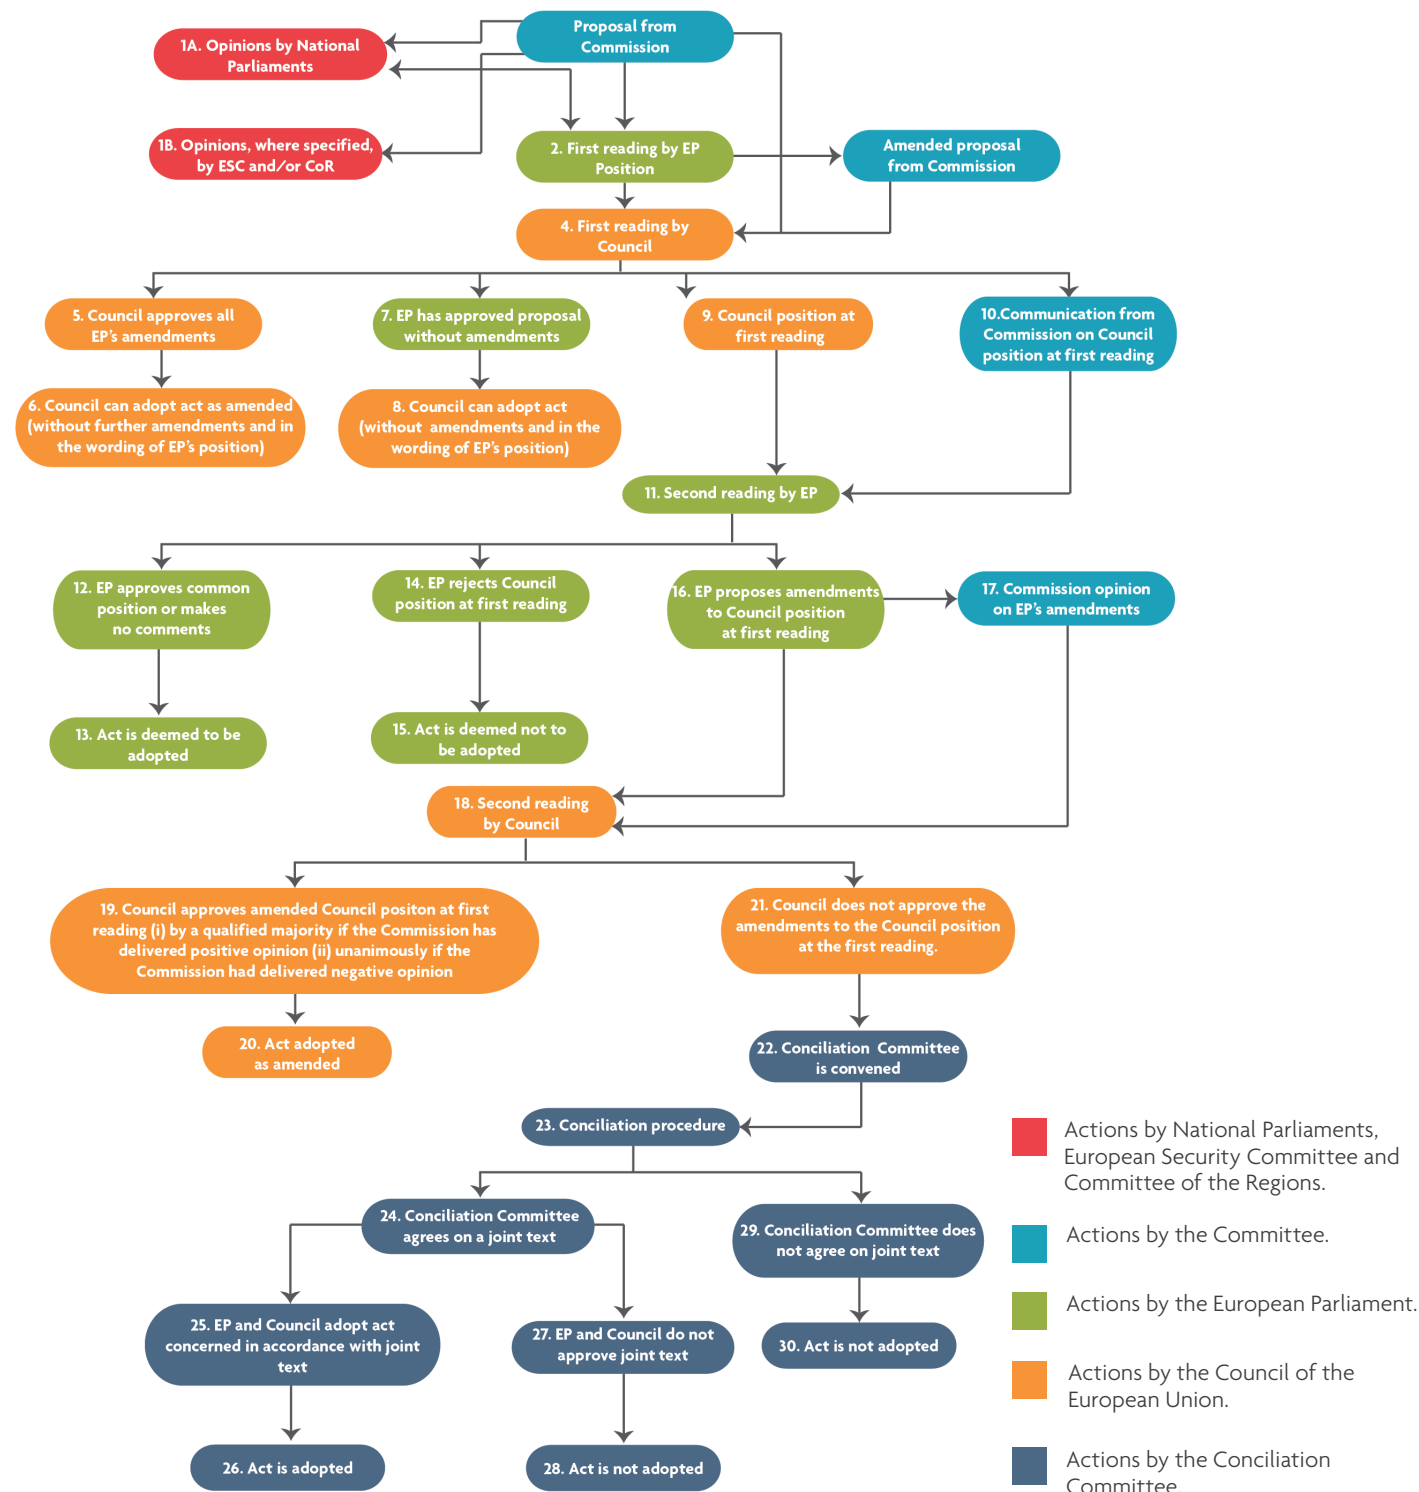 Proposal from
Commission
1A. Opinions by National
Parliaments
1B. Opinions, where specified,
by ESC and/or CoR
2. First reading by EP
Position
Amended proposal
from Commission
4. First reading by
Council
5. Council approves all
EP's amendments
7. EP has approved proposal
without amendments
9. Council position at
first reading
10.Communication from
Commission on Council
position at first reading
6. Council can adopt act as amended
(without further amendments and in
the wording of EP's position)
8. Council can adopt act
(without amendments and in the
wording of EP's position)
11. Second reading by EP
12. EP approves common
position or makes
no comments
14. EP rejects Council
position at first reading
16. EP proposes amendments
to Council position
at first reading
17. Commission opinion
on EP's amendments
13. Act is deemed to be
adopted
15. Act is deemed not to
be adopted
18. Second reading
by Council
19. Council approves amended Council positon at first
reading (i) by a qualified majority if the Commission has
delivered positive opinion (ii) unanimously if the
Commission had delivered negative opinion
21. Council does not approve the
amendments to the Council position
at the first reading.
20. Act adopted
as amended
22. Conciliation Committee
is convened
23. Conciliation procedure
24. Conciliation Committee
agrees on a joint text
29. Conciliation Committee does
not agree on joint text
25. EP and Council adopt act
concerned in accordance with joint
text
27. EP and Council do not
approve joint text
30. Act is not adopted
26. Act is adopted
28. Act is not adopted
Actions by National Parliaments,
European Security Committee and
Committee of the Regions.
Actions by the Committee.
Actions by the European Parliament.
Actions by the Council of the
European Union.
Actions by the Conciliation
Committee.